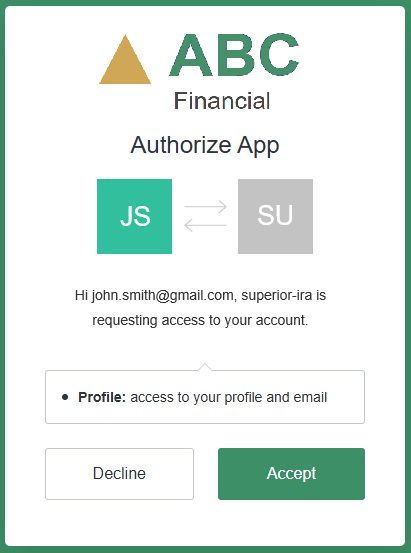 ABC
Financial
Authorize App
JS
SU
Hi john.smith@gmail.com, superior-ira is
requesting access to your account.
• Profile: access to your profile and email
Decline
Accept